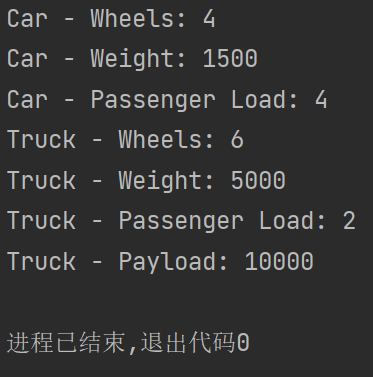 Car - Wheels: 4
Car - Weight: 1500
Car - Passenger Load: 4
Truck - Wheels: 6
Truck - Weight: 5000
Truck - Passenger Load: 2
Truck - Payload: 10000
进程已结束,退出代码0